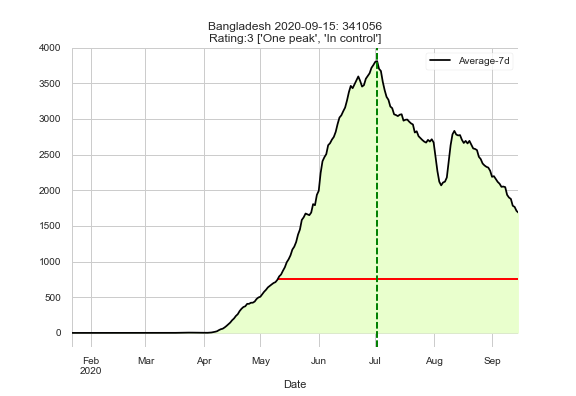 Bangladesh 2020-09-15: 341056
Rating:3 ['One peak', 'In control']
Average-7d
4000
3500
3000
2500
2000
1500
1000
500
0
Feb Mar Apr May Jun Jul Aug Sep
2020
Date